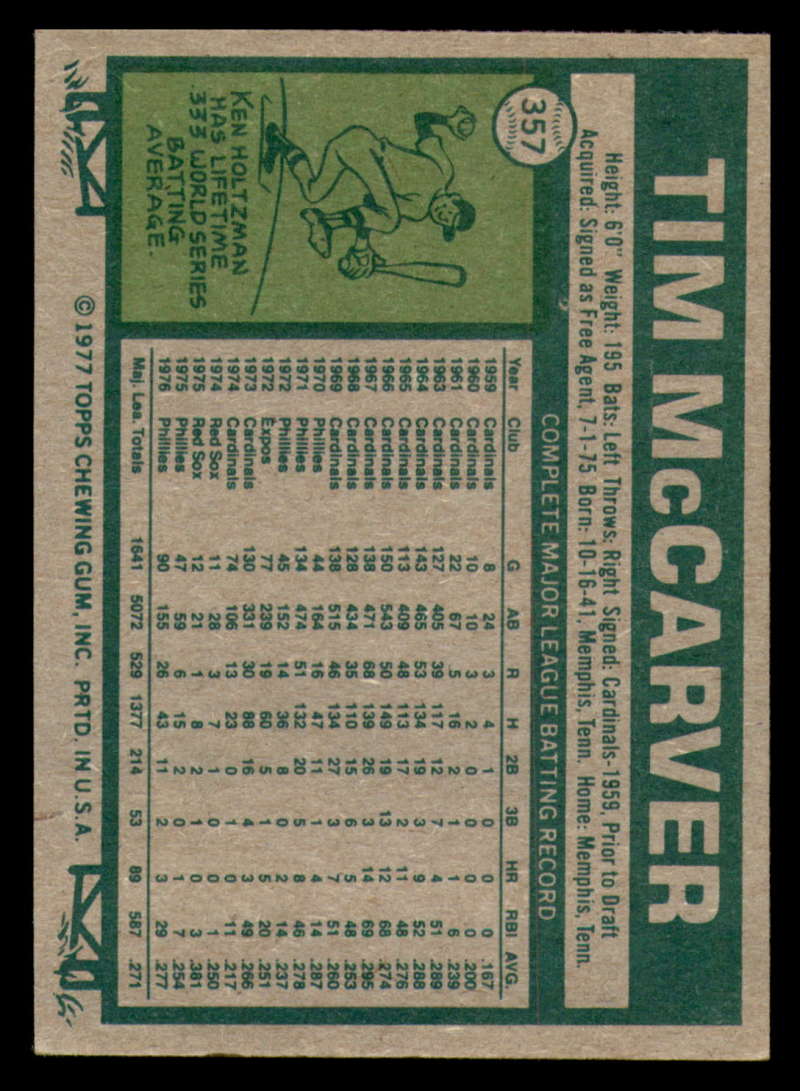 TIM McCARVER
357
Height: 6'0" Weight: 195 Bats: Left Throws: Right Signed: Cardinals-1959, Prior to Draft
Acquired: Signed as Free Agent, 7-1-75 Born: 10-16-41, Memphis, Tenn. Home: Memphis, Tenn.
KEN HOLTZMAN
HAS LIFETIME
.333 WORLD SERIES
BATTING
AVERAGE.
COMPLETE MAJOR LEAGUE BATTING RECORD
Year Club G AB R H 2B 3B HR RBI AVG.
1959 Cardinals 8 24 3 4 1 0 0 0 .167
1960 Cardinals 10 10 3 2 0 0 0 0 .200
1961 Cardinals 22 67 5 16 2 1 1 6 .239
1963 Cardinals 127 405 39 117 12 7 4 51 .289
1964 Cardinals 143 465 53 134 19 3 9 52 .288
1965 Cardinals 113 409 48 113 17 2 11 48 .276
1966 Cardinals 150 543 50 149 19 13 12 68 .274
1967 Cardinals 138 471 68 139 26 3 14 69 .295
1968 Cardinals 128 434 35 110 15 6 5 48 .253
1969 Cardinals 138 515 46 134 27 3 7 51 .260
1970 Phillies 44 164 16 47 11 1 4 14 .287
1971 Phillies 134 474 51 132 20 5 8 46 .278
1972 Phillies 45 152 14 36 8 0 2 14 .237
1972 Expos 77 239 19 60 5 1 5 20 .251
1973 Cardinals 130 331 30 88 16 4 3 49 .266
1974 Cardinals 74 106 13 23 0 1 0 11 .217
1974 Red Sox 11 28 3 7 1 0 0 1 .250
1975 Red Sox 12 21 1 8 2 1 0 3 .381
1975 Phillies 47 59 6 15 2 0 1 7 .254
1976 Phillies 90 155 26 43 11 2 3 29 .277
Maj. Lea. Totals 1641 5072 529 1377 214 53 89 587 .271
© 1977 TOPPS CHEWING GUM, INC. PRTD. IN U.S.A.